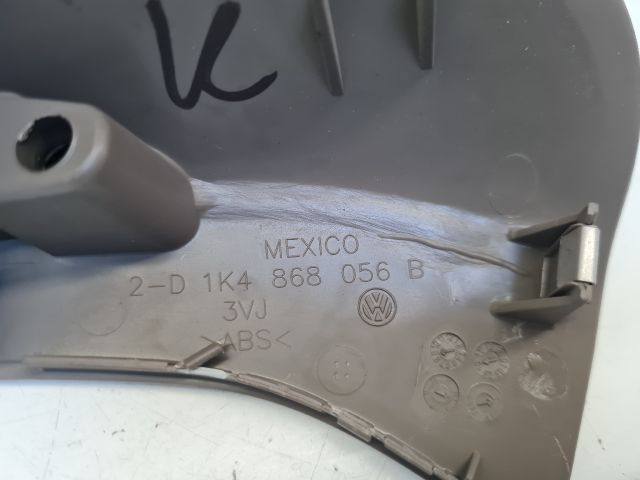 K
MEXICO
2-D 1K4 868 056 B
3VJ
>ABS<